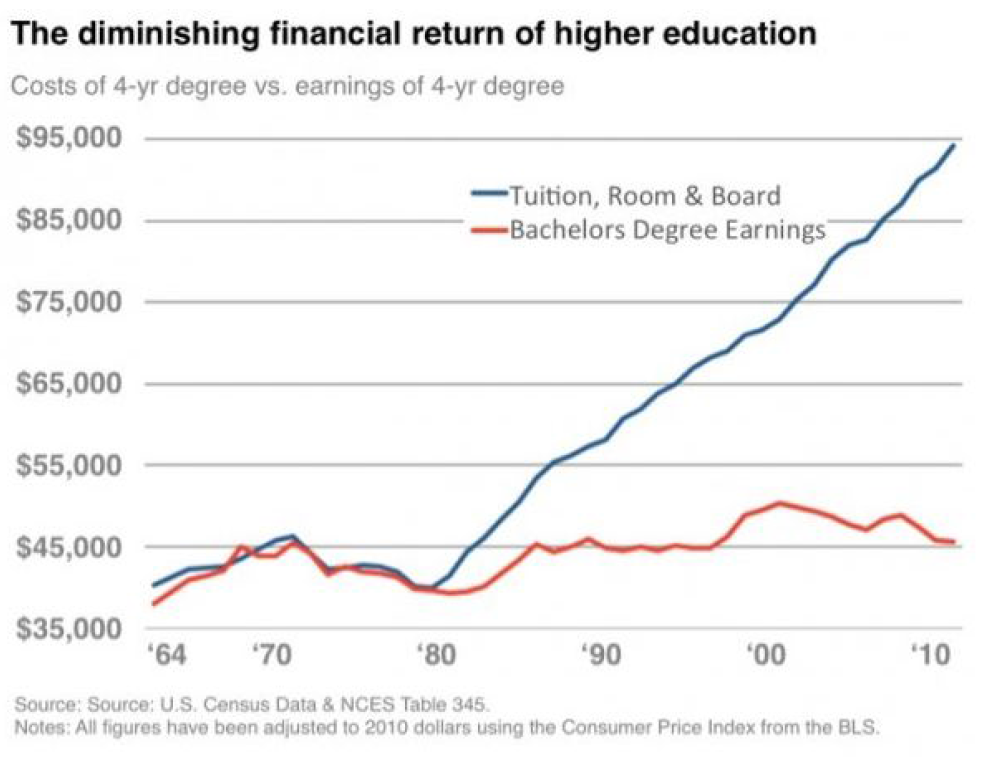 The diminishing financial return of higher education
Costs of 4-yr degree vs. earnings of 4-yr degree
$95,000
Tuition, Room & Board
$85,000
Bachelors Degree Earnings
$75,000
$65,000
$55,000
$45,000
$35,000
‘64 ‘70 ‘80 ‘90 ‘00 ‘10
Source: Source: U.S. Census Data & NCES Table 345.
Notes: All figures have been adjusted to 2010 dollars using the Consumer Price Index from the BLS.